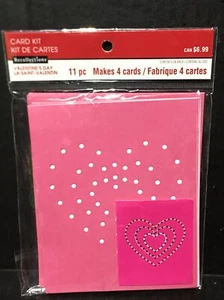 CARD KIT
KIT DE CARTES
Recollections
VALENTINE'S DAY
LA SAINT-VALENTIN
CAN $6.99
11 pc Makes 4 cards / Fabrique 4 cartes